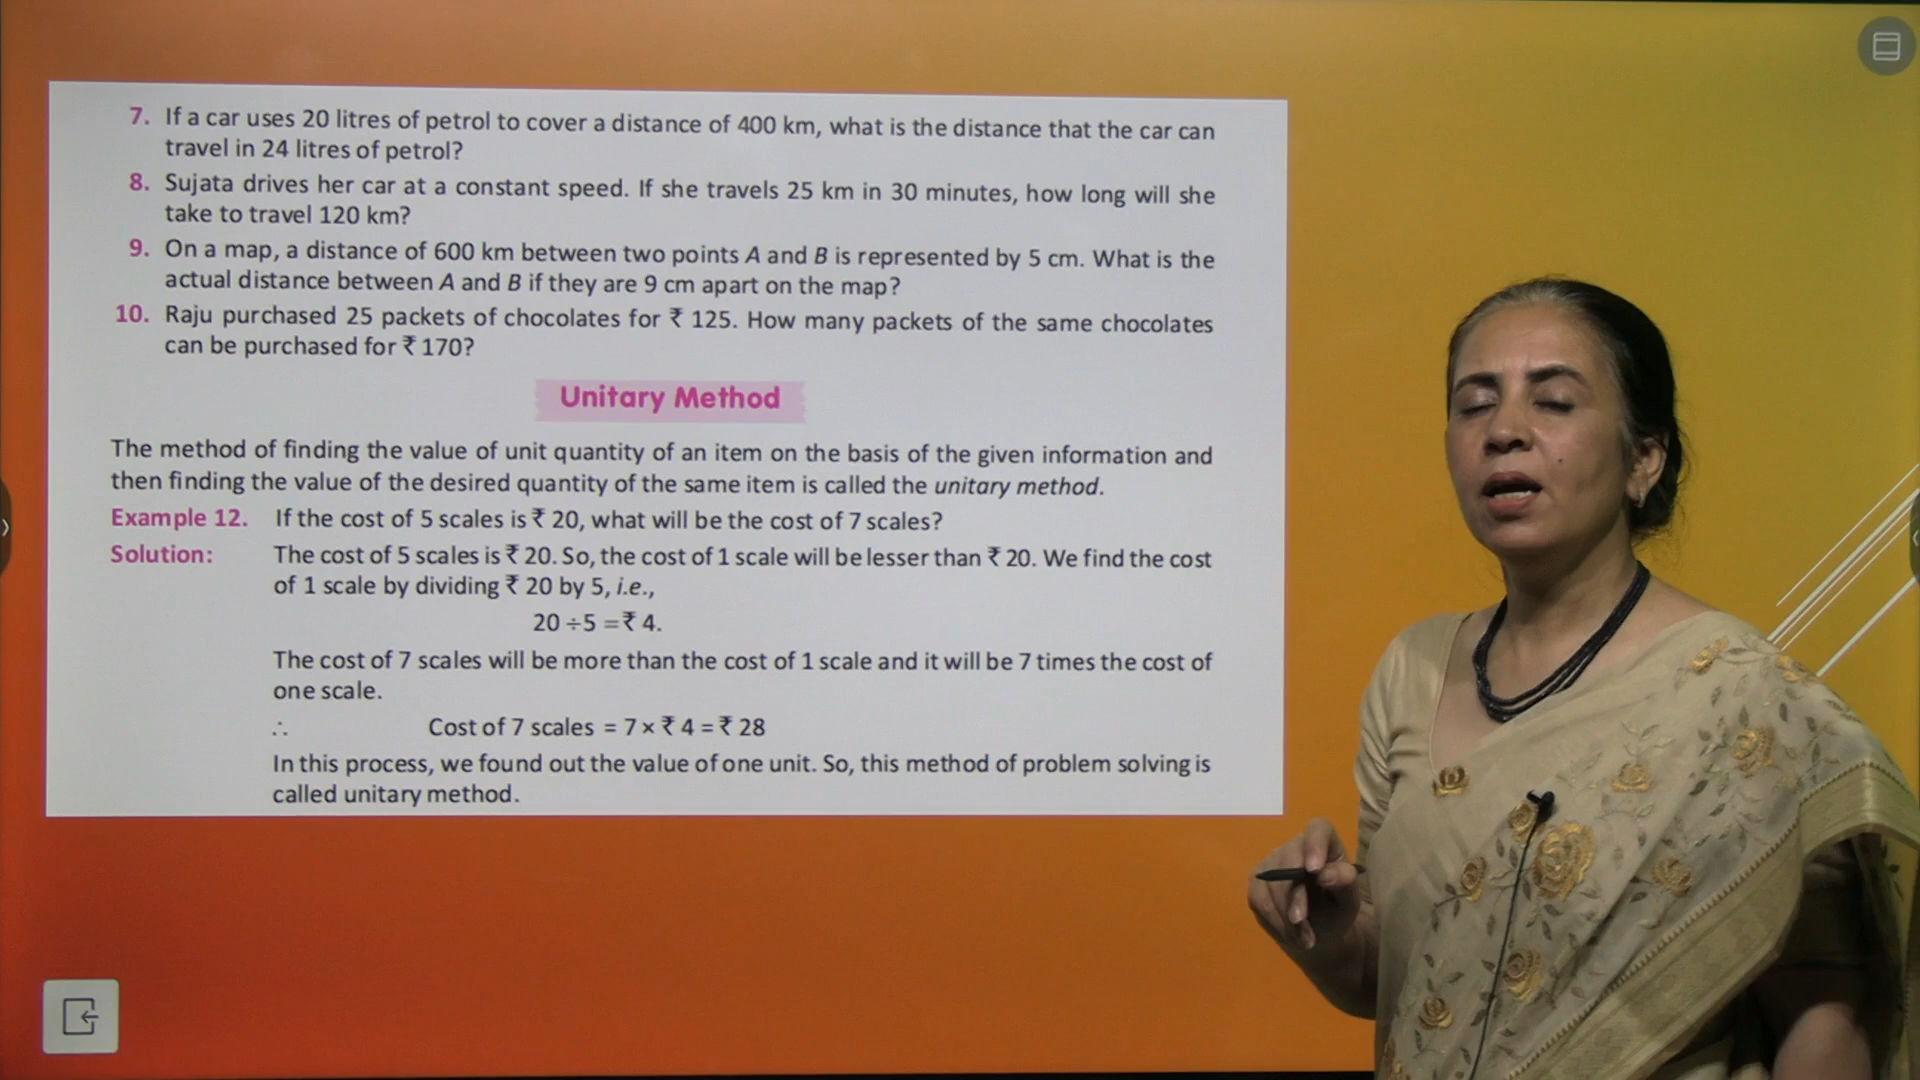 7. If a car uses 20 litres of petrol to cover a distance of 400 km, what is the distance that the car can
travel in 24 litres of petrol?
8. Sujata drives her car at a constant speed. If she travels 25 km in 30 minutes, how long will she
take to travel 120 km?
9. On a map, a distance of 600 km between two points A and B is represented by 5 cm. What is the
actual distance between A and B if they are 9 cm apart on the map?
10. Raju purchased 25 packets of chocolates for ₹ 125. How many packets of the same chocolates
can be purchased for ₹ 170?
Unitary Method
The method of finding the value of unit quantity of an item on the basis of the given information and
then finding the value of the desired quantity of the same item is called the unitary method.
Example 12. If the cost of 5 scales is ₹ 20, what will be the cost of 7 scales?
Solution: The cost of 5 scales is ₹ 20. So, the cost of 1 scale will be lesser than ₹ 20. We find the cost
of 1 scale by dividing ₹ 20 by 5, i.e.,
20 ÷ 5 = ₹ 4.
The cost of 7 scales will be more than the cost of 1 scale and it will be 7 times the cost of
one scale.
∴ Cost of 7 scales = 7 × ₹ 4 = ₹ 28
In this process, we found out the value of one unit. So, this method of problem solving is
called unitary method.